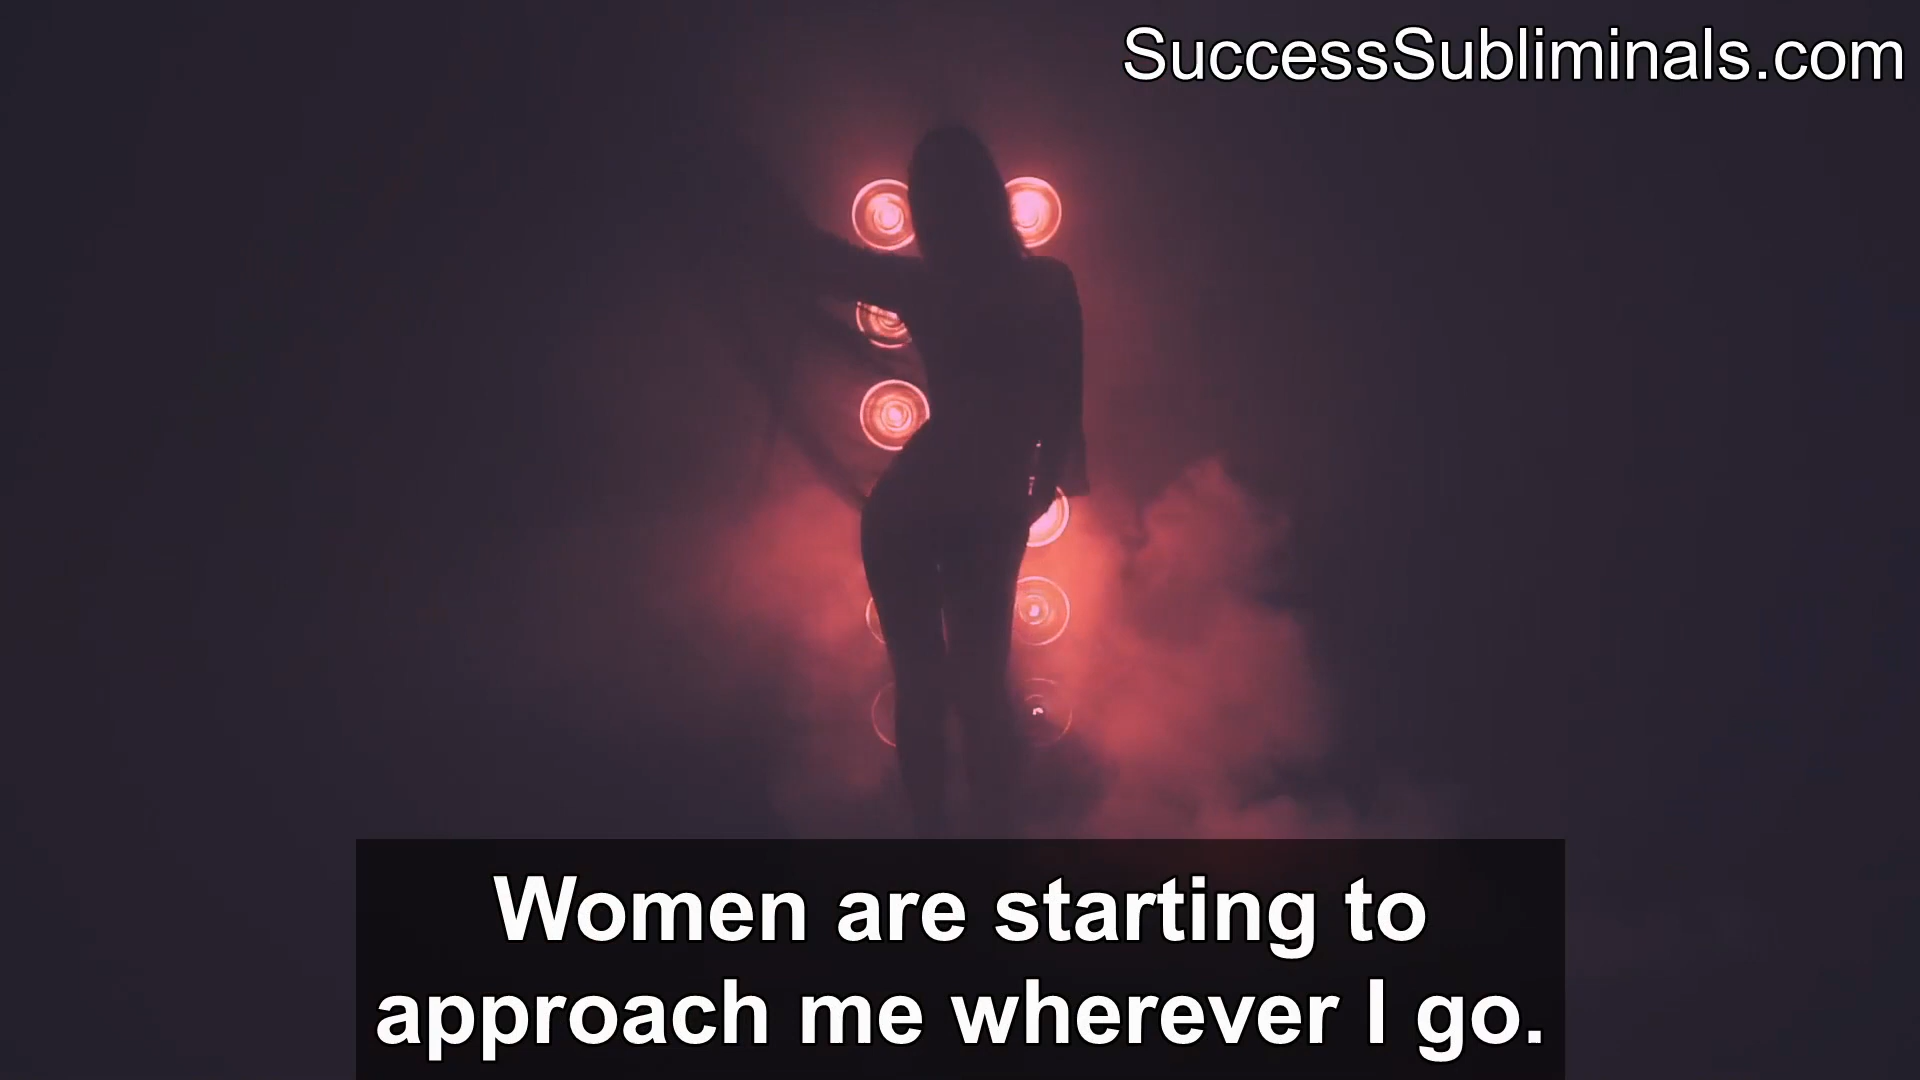 SuccessSubliminals.com
Women are starting to
approach me wherever I go.